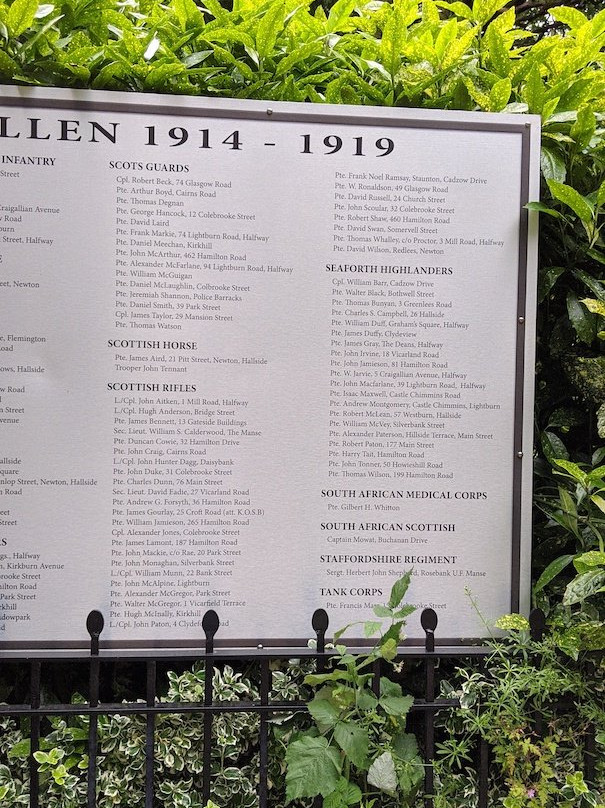 LLEN 1914 - 1919
INFANTRY
Street
Craigallian Avenue
Road
burn
Street, Halfway
eet, Newton
e, Flemington
oad
ows, Hallside
w Road
n Street
venue
allside
quare
nlop Street, Newton, Hallside
n Road
eet
S
gs., Halfway
n, Kirkburn Avenue
brooke Street
milton Road
Park Street
rkhill
adowpark
SCOTS GUARDS
Cpl. Robert Beck, 74 Glasgow Road
Pte. Arthur Boyd, Cairns Road
Pte. Thomas Degnan
Pte. George Hancock, 12 Colebrooke Street
Pte. David Laird
Pte. Frank Markie, 74 Lightburn Road, Halfway
Pte. Daniel Meechan, Kirkhill
Pte. John McArthur, 462 Hamilton Road
Pte. Alexander McFarlane, 94 Lightburn Road, Halfway
Pte. William McGuigan
Pte. Daniel McLaughlin, Colbrooke Street
Pte. Jeremiah Shannon, Police Barracks
Pte. Daniel Smith, 39 Park Street
Cpl. James Taylor, 29 Mansion Street
Pte. Thomas Watson
SCOTTISH HORSE
Pte. James Aird, 21 Pitt Street, Newton, Hallside
Trooper John Tennant
SCOTTISH RIFLES
L./Cpl. John Aitken, 1 Mill Road, Halfway
L./Cpl. Hugh Anderson, Bridge Street
Pte. James Bennett, 13 Gateside Buildings
Sec. Lieut. William S. Calderwood, The Manse
Pte. Duncan Cowie, 32 Hamilton Drive
Pte. John Craig, Cairns Road
L./Cpl. John Hunter Dagg, Daisybank
Pte. John Duke, 31 Colebrooke Street
Pte. Charles Dunn, 76 Main Street
Sec. Lieut. David Eadie, 27 Vicarland Road
Pte. Andrew G. Forsyth, 36 Hamilton Road
Pte. James Gourlay, 25 Croft Road (att. K.O.S.B)
Pte. William Jamieson, 265 Hamilton Road
Cpl. Alexander Jones, Colebrooke Street
Pte. James Lamont, 187 Hamilton Road
Pte. John Mackie, c/o Rae, 20 Park Street
Pte. John Monaghan, Silverbank Street
L./Cpl. William Munn, 22 Bank Street
Pte. John McAlpine, Lightburn
Pte. Alexander McGregor, Park Street
Pte. Walter McGregor, 1 Vicarfield Terrace
Pte. Hugh McInally, Kirkhill
L./Cpl. John Paton, 4 Clydef oad
Pte. Frank Noel Ramsay, Staunton, Cadzow Drive
Pte. W. Ronaldson, 49 Glasgow Road
Pte. David Russell, 24 Church Street
Pte. John Scoular, 32 Colebrooke Street
Pte. Robert Shaw, 460 Hamilton Road
Pte. David Swan, Somervell Street
Pte. Thomas Whalley, c/o Proctor, 3 Mill Road, Halfway
Pte. David Wilson, Redlees, Newton
SEAFORTH HIGHLANDERS
Cpl. William Barr, Cadzow Drive
Pte. Walter Black, Bothwell Street
Pte. Thomas Bunyan, 3 Greenlees Road
Pte. Charles S. Campbell, 26 Hallside
Pte. William Duff, Graham's Square, Halfway
Pte. James Duffy, Clydeview
Pte. James Gray, The Deans, Halfway
Pte. John Irvine, 18 Vicarland Road
Pte. John Jamieson, 81 Hamilton Road
Pte. W. Jarvie, 5 Craigallian Avenue, Halfway
Pte. John Macfarlane, 39 Lightburn Road, Halfway
Pte. Isaac Maxwell, Castle Chimmins Road
Pte. Andrew Montgomery, Castle Chimmins, Lightburn
Pte. Robert McLean, 57 Westburn, Hallside
Pte. William McVey, Silverbank Street
Pte. Alexander Paterson, Hillside Terrace, Main Street
Pte. Robert Paton, 177 Main Street
Pte. Harry Tait, Hamilton Road
Pte. John Tonner, 50 Howieshill Road
Pte. Thomas Wilson, 199 Hamilton Road
SOUTH AFRICAN MEDICAL CORPS
Pte. Gilbert H. Whitton
SOUTH AFRICAN SCOTTISH
Captain Mowat, Buchanan Drive
STAFFORDSHIRE REGIMENT
Sergt. Herbert John Shepherd, Rosebank U.F. Manse
TANK CORPS
Pte. Francis Street